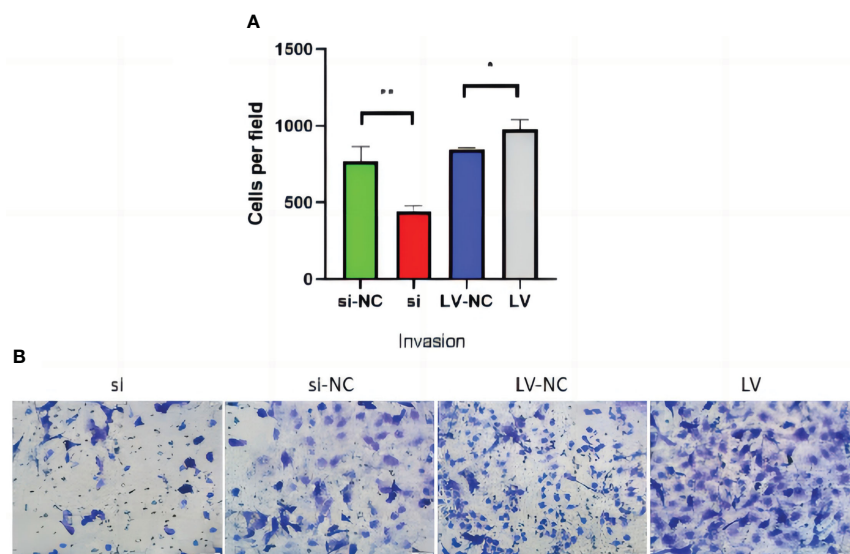 A
1500
1000
500
0
Cells per field
**
*
si-NC si LV-NC LV
Invasion
B
si si-NC LV-NC LV